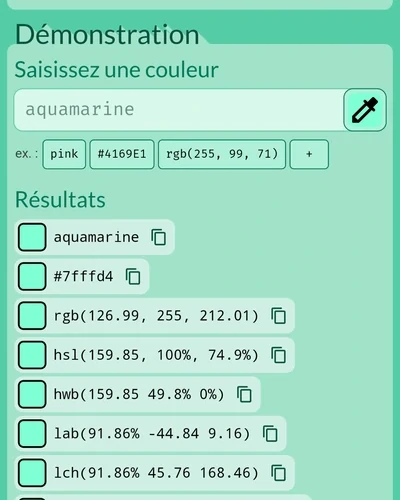 Démonstration
Saisissez une couleur
aquamarine
ex. : pink #4169E1 rgb(255, 99, 71) +
Résultats
aquamarine
#7fffd4
rgb(126.99, 255, 212.01)
hsl(159.85, 100%, 74.9%)
hwb(159.85 49.8% 0%)
lab(91.86% -44.84 9.16)
lch(91.86% 45.76 168.46)